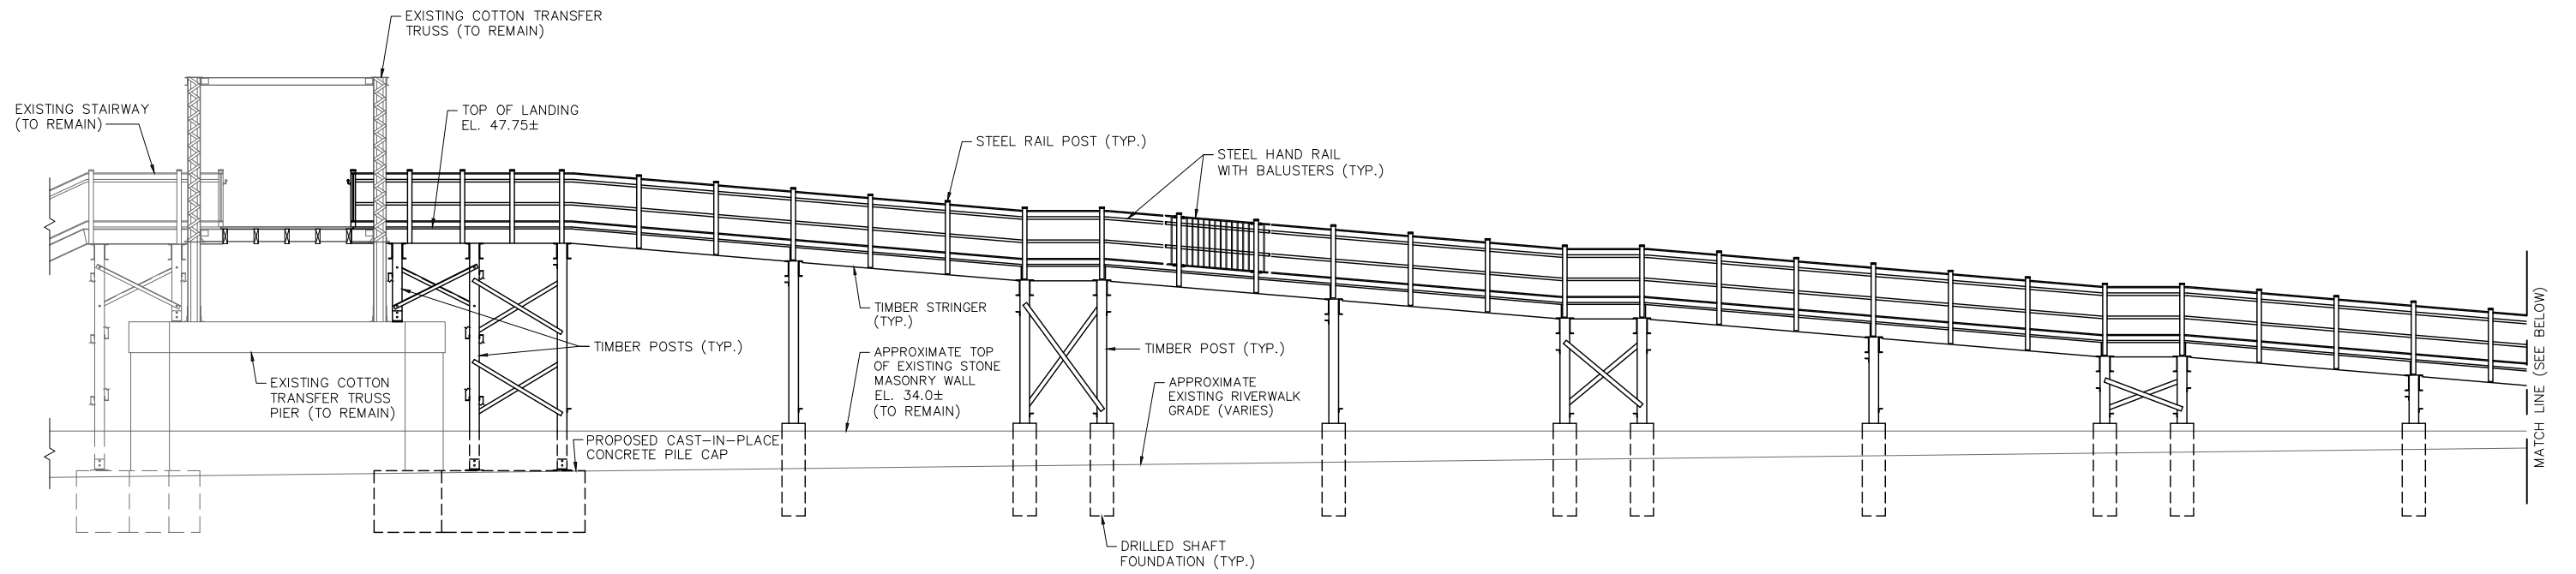 EXISTING COTTON TRANSFER
TRUSS (TO REMAIN)
EXISTING STAIRWAY
(TO REMAIN)
TOP OF LANDING
EL. 47.75±
STEEL RAIL POST (TYP.)
STEEL HAND RAIL
WITH BALUSTERS (TYP.)
TIMBER STRINGER
(TYP.)
TIMBER POSTS (TYP.)
TIMBER POST (TYP.)
EXISTING COTTON
TRANSFER TRUSS
PIER (TO REMAIN)
APPROXIMATE TOP
OF EXISTING STONE
MASONRY WALL
EL. 34.0±
(TO REMAIN)
APPROXIMATE
EXISTING RIVERWALK
GRADE (VARIES)
PROPOSED CAST-IN-PLACE
CONCRETE PILE CAP
DRILLED SHAFT
FOUNDATION (TYP.)
MATCH LINE (SEE BELOW)